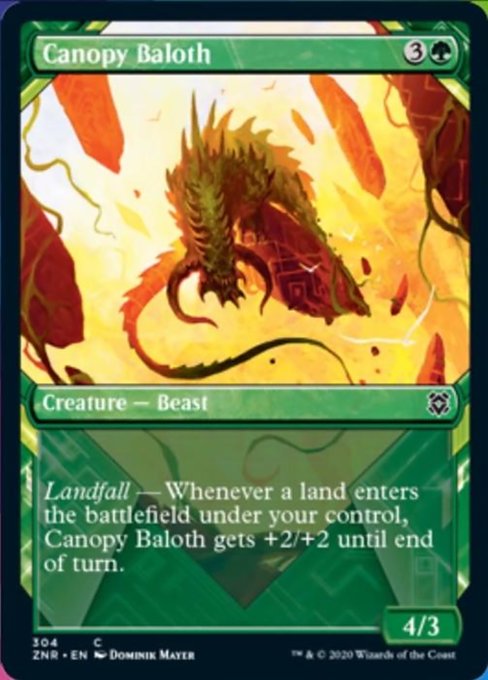 Canopy Baloth 3
Creature — Beast
Landfall — Whenever a land enters
the battlefield under your control,
Canopy Baloth gets +2/+2 until end
of turn.
4/3
304 C
ZNR • EN Dominik Mayer ™ & © 2020 Wizards of the Coast